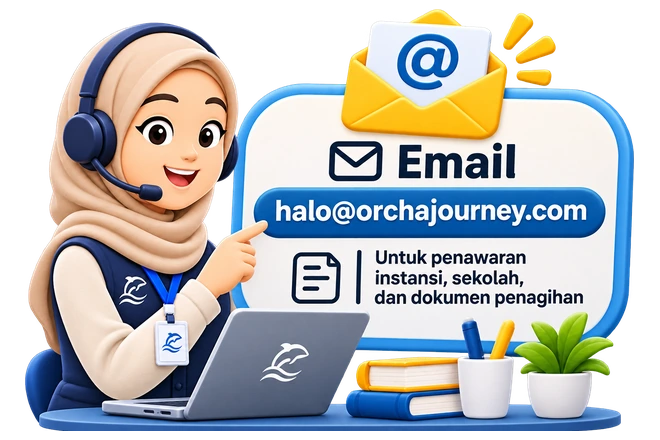 @
Email
halo@orchajourney.com
Untuk penawaran
instansi, sekolah,
dan dokumen penagihan